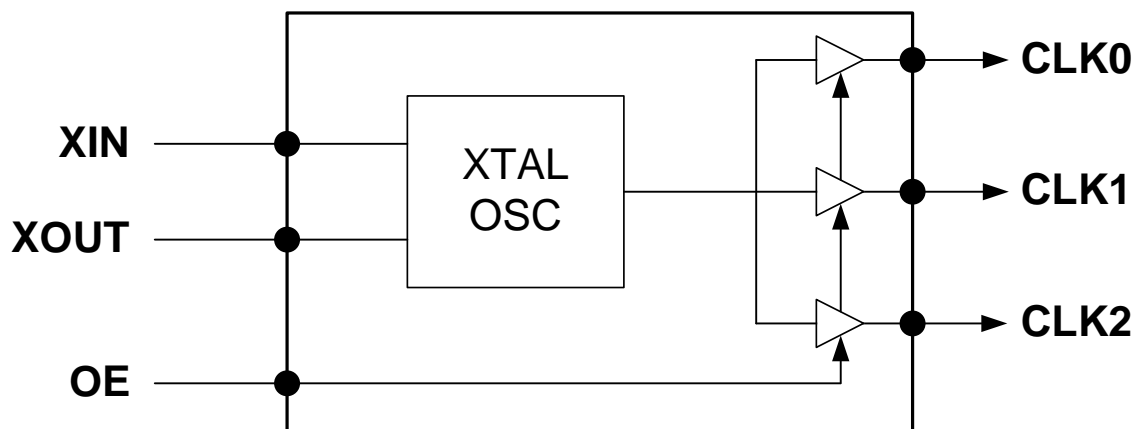 CLK0
XIN
XTAL
OSC
CLK1
XOUT
CLK2
OE